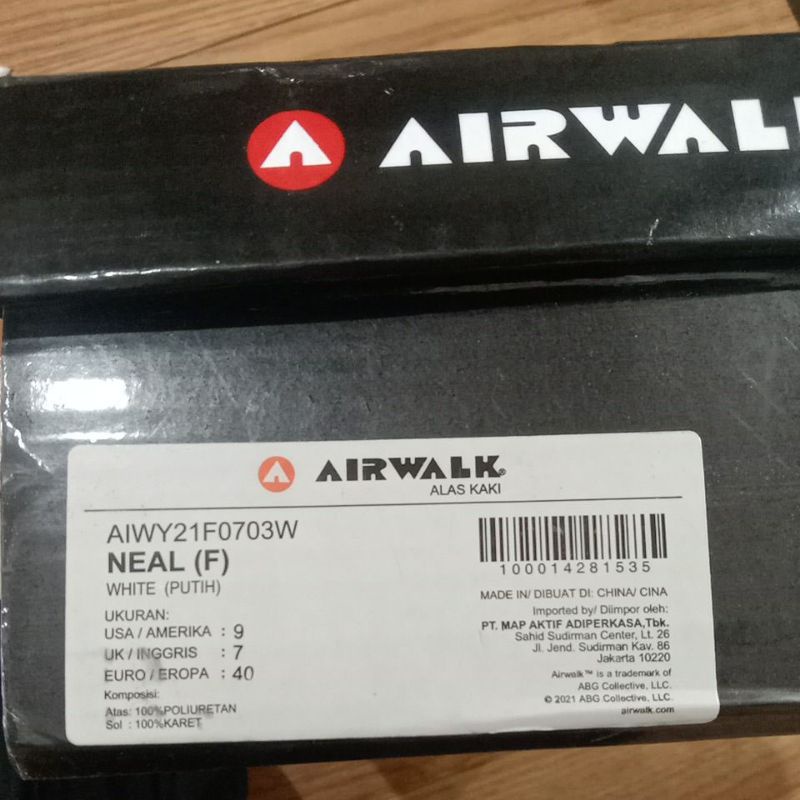 AIRWAL
AIRWALK®
ALAS KAKI
AIWY21F0703W
NEAL (F)
WHITE (PUTIH)
UKURAN:
USA / AMERIKA : 9
UK / INGGRIS : 7
EURO / EROPA : 40
Komposisi:
Atas: 100%POLIURETAN
Sol : 100%KARET
100014281535
MADE IN/ DIBUAT DI: CHINA/ CINA
Imported by/ Diimpor oleh:
PT. MAP AKTIF ADIPERKASA,Tbk.
Sahid Sudirman Center, Lt. 26
Jl. Jend. Sudirman Kav. 86
Jakarta 10220
Airwalk™ is a trademark of
ABG Collective, LLC.
© 2021 ABG Collective, LLC.
airwalk.com